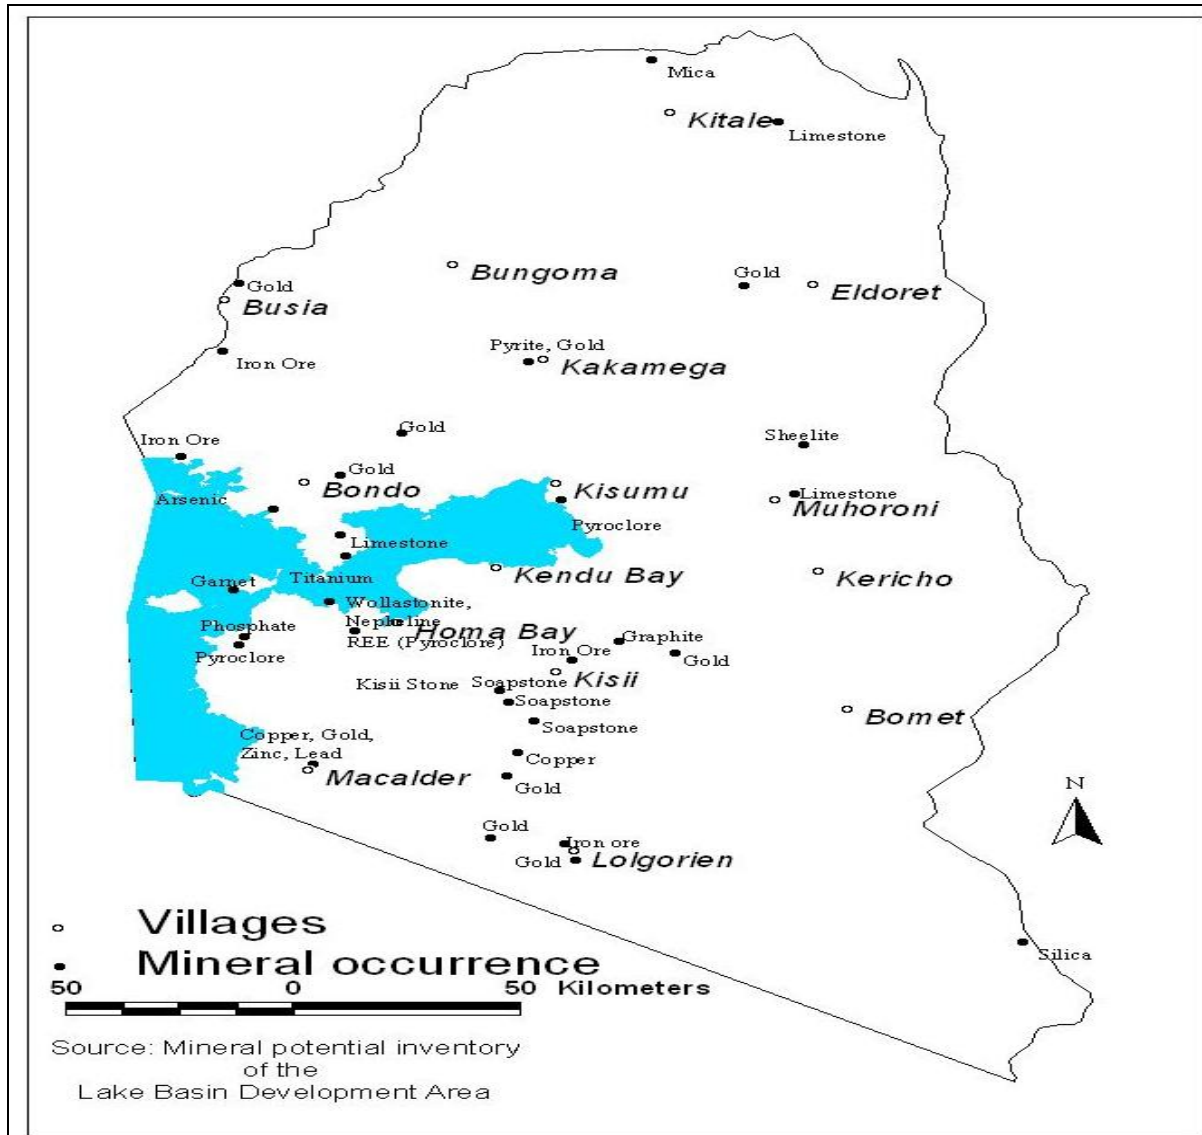 Mica
Kitale
Limestone
Bungoma
Gold
Eldoret
Gold
Busia
Pyrite, Gold
Kakamega
Iron Ore
Gold
Sheelite
Iron Ore
Gold
Bondo
Kisumu
Limestone
Muhoroni
Arsenic
Pyroclore
Limestone
Titanium
Kendu Bay
Kericho
Garnet
Wollastonite,
Nepheline
REE (Pyroclore)
Homa Bay
Phosphate
Pyroclore
Graphite
Iron Ore
Gold
Kisii Stone
Soapstone
Kisii
Soapstone
Soapstone
Bomet
Copper, Gold,
Zinc, Lead
Macalder
Copper
Gold
N
Gold
Iron ore
Gold
Lolgorien
Silica
Villages
Mineral occurrence
50 0 50 Kilometers
Source: Mineral potential inventory
of the
Lake Basin Development Area